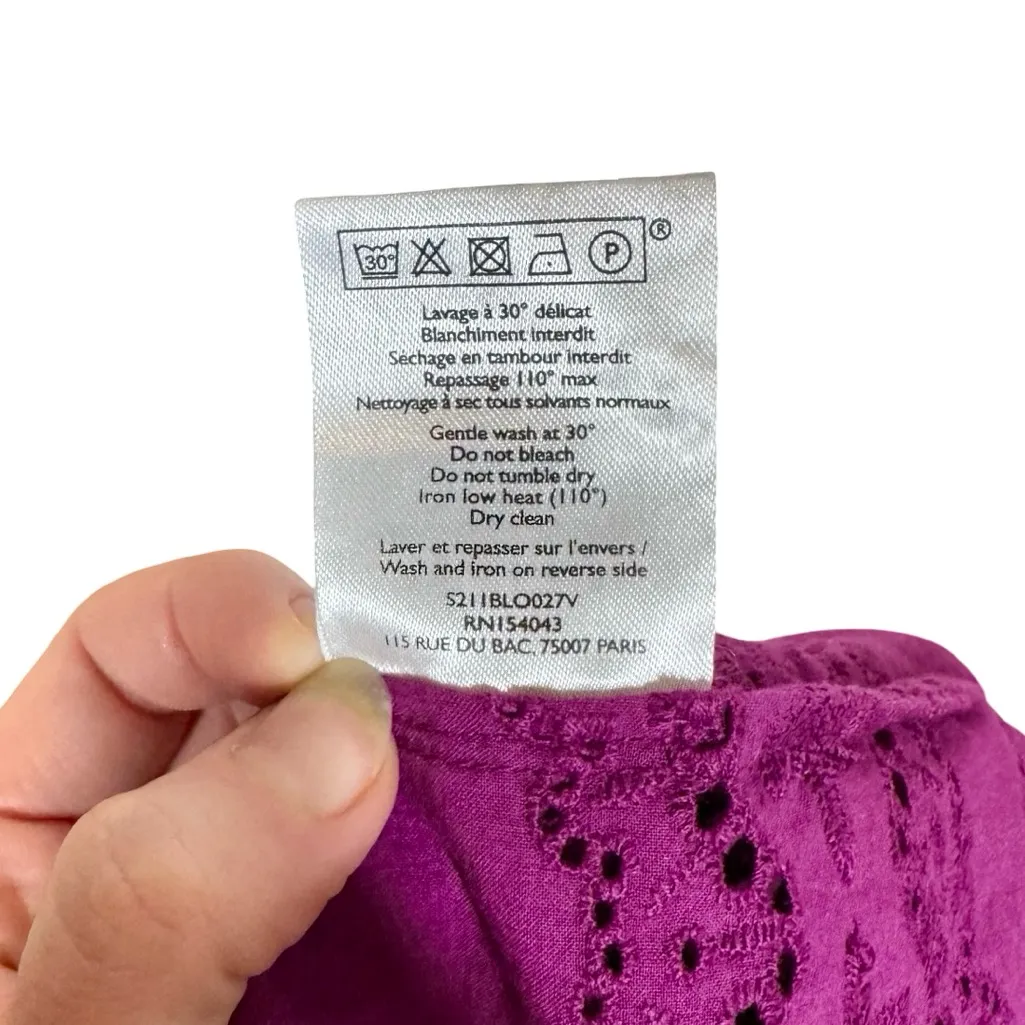 30°
P
®
Lavage à 30° délicat
Blanchiment interdit
Sechage en tambour interdit
Repassage 110° max
Nettoyage à sec tous solvants normaux
Gentle wash at 30°
Do not bleach
Do not tumble dry
Iron low heat (110°)
Dry clean
Laver et repasser sur l'envers /
Wash and iron on reverse side
S211BLO027V
RN154043
115 RUE DU BAC, 75007 PARIS